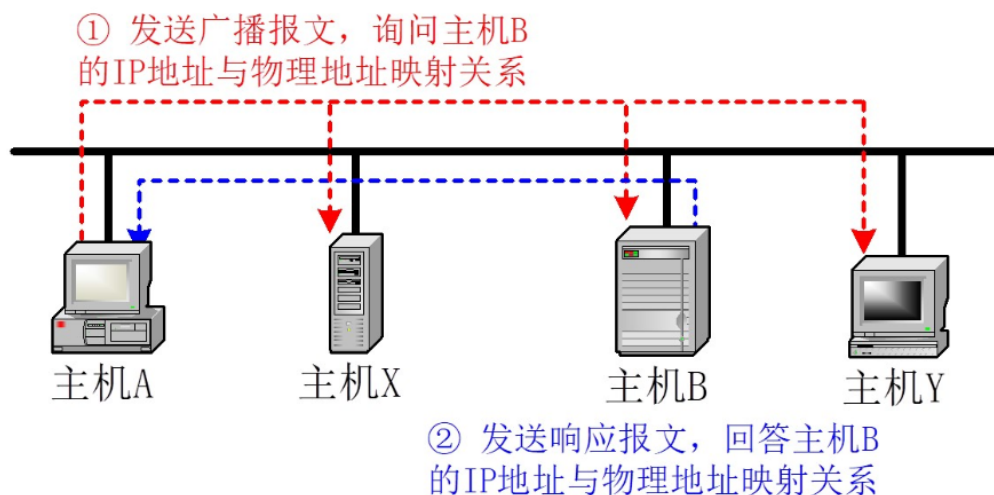 ① 发送广播报文，询问主机B
的IP地址与物理地址映射关系
主机A
主机X
主机B
主机Y
② 发送响应报文，回答主机B
的IP地址与物理地址映射关系